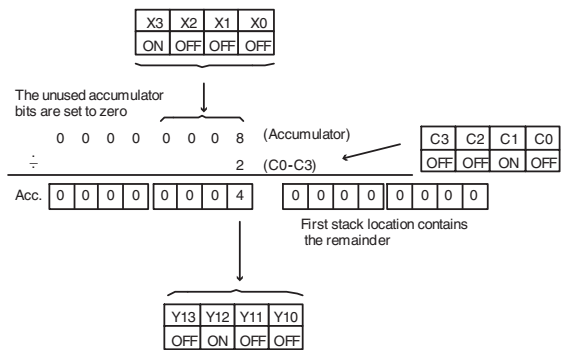 X3 X2 X1 X0
ON OFF OFF OFF
The unused accumulator
bits are set to zero
0 0 0 0 0 0 0 8 (Accumulator)
÷ 2 (C0-C3)
C3 C2 C1 C0
OFF OFF ON OFF
Acc. 0 0 0 0 0 0 0 4 0 0 0 0 0 0 0 0
First stack location contains
the remainder
Y13 Y12 Y11 Y10
OFF ON OFF OFF